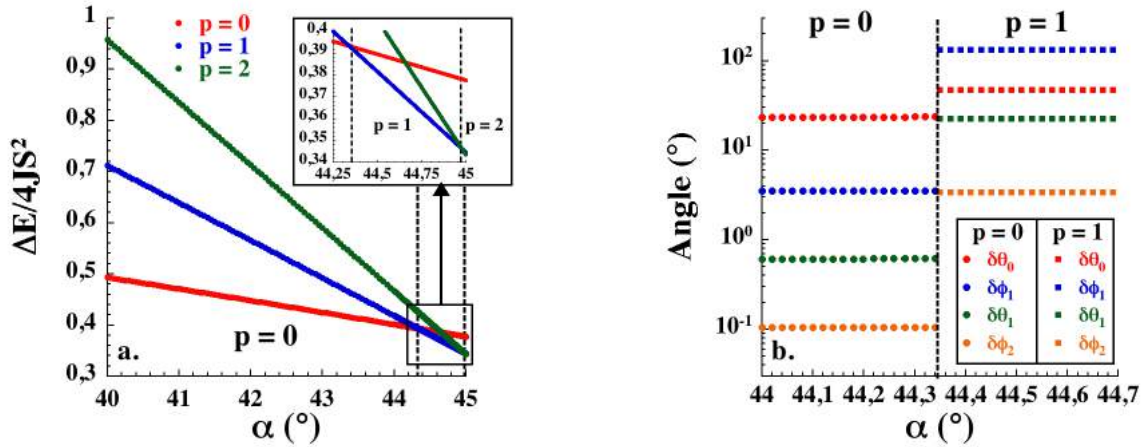 p = 0
p = 1
p = 2
ΔE/4JS²
1,1
1
0,9
0,8
0,7
0,6
0,5
0,4
0,3
40 41 42 43 44 45
α (°)
p = 0
a.
0,4
0,39
0,38
0,37
0,36
0,35
0,34
44,25 44,5 44,75 45
p = 1
p = 2
p = 0 p = 1
Angle (°)
10²
10¹
10⁰
10⁻¹
44 44,1 44,2 44,3 44,4 44,5 44,6 44,7
α (°)
b.
p = 0 p = 1
δθ₀ δθ₀
δϕ₁ δϕ₁
δθ₁ δθ₁
δϕ₂ δϕ₂